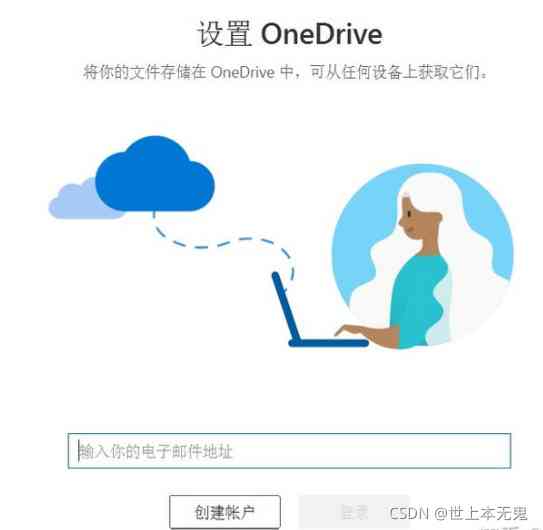 设置 OneDrive
将你的文件存储在 OneDrive 中，可从任何设备上获取它们。
输入你的电子邮件地址
创建帐户
登录
CSDN @世上本无鬼